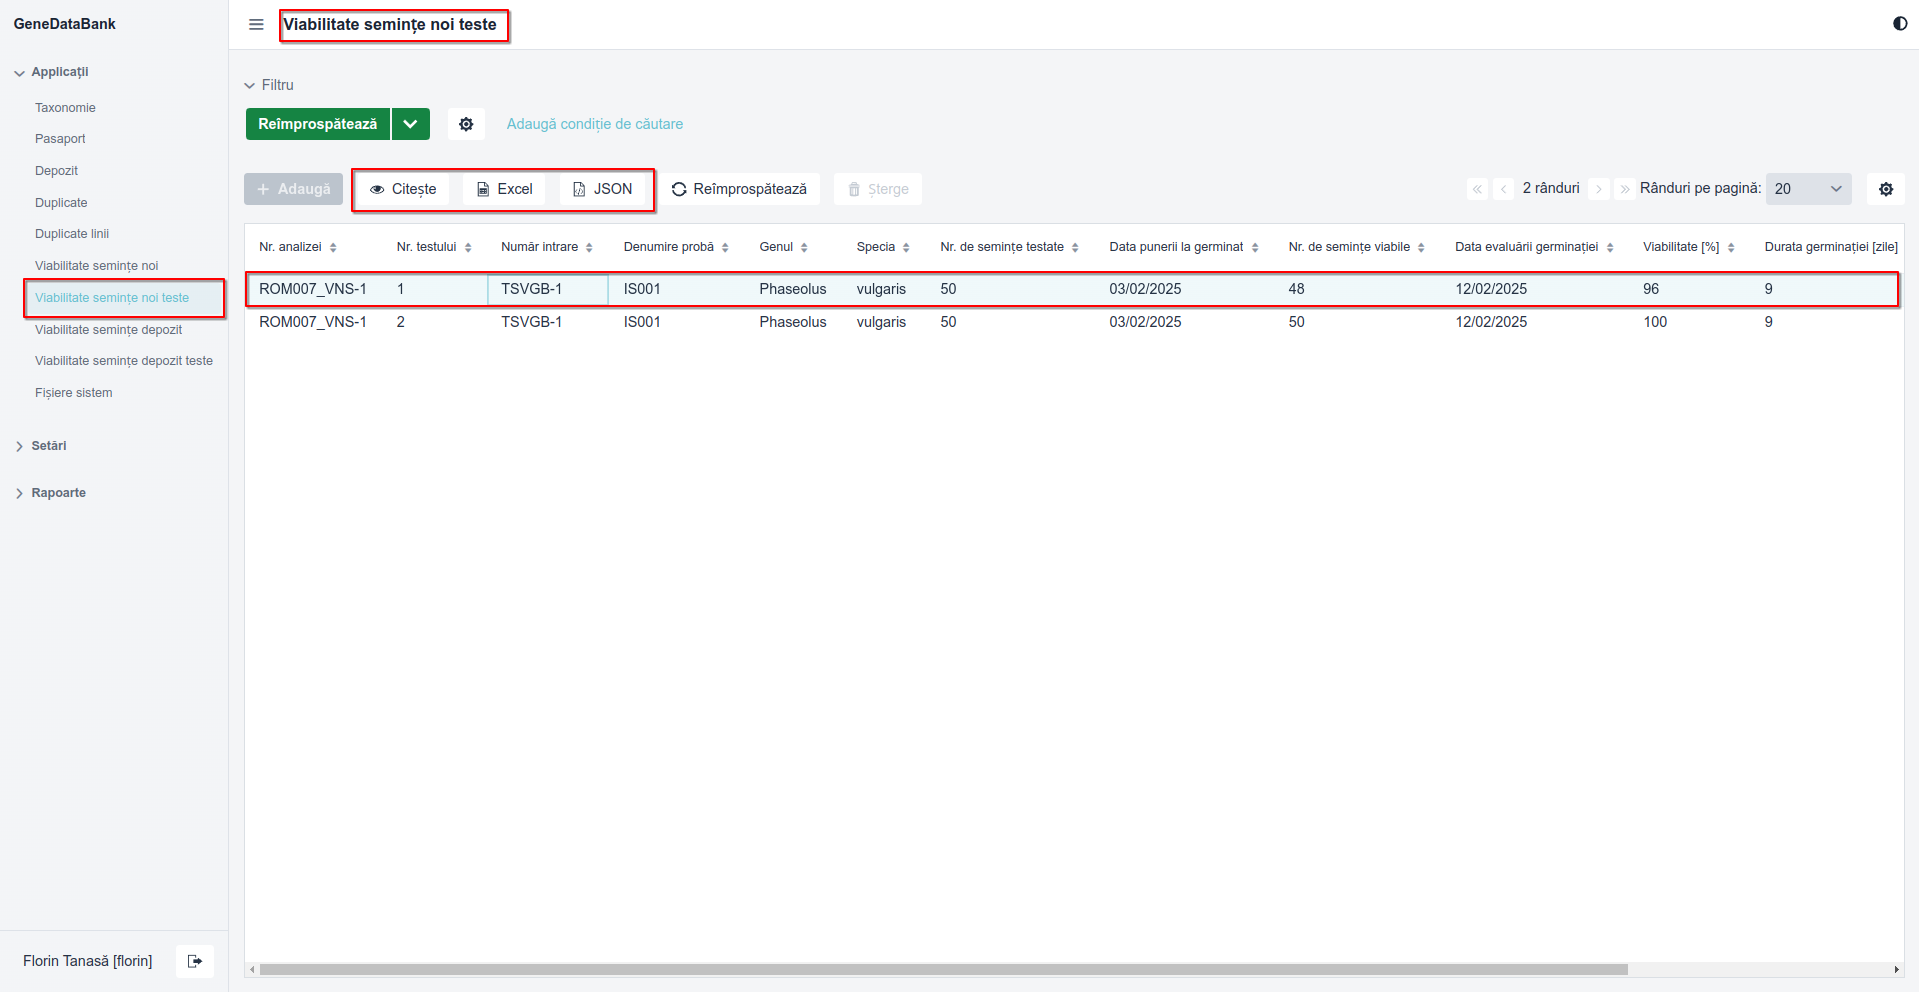 GeneDataBank
Viabilitate semințe noi teste
Aplicații
Taxonomie
Pasaport
Depozit
Duplicate
Duplicate linii
Viabilitate semințe noi
Viabilitate semințe noi teste
Viabilitate semințe depozit
Viabilitate semințe depozit teste
Fișiere sistem
Setări
Rapoarte
Florin Tanasă [florin]
Filtru
Reîmprospătează
Adaugă condiție de căutare
+ Adaugă Citește Excel JSON Reîmprospătează Șterge « ‹ 2 rânduri › » Rânduri pe pagină: 20
Nr. analizei Nr. testului Număr intrare Denumire probă Genul Specia Nr. de semințe testate Data punerii la germinat Nr. de semințe viabile Data evaluării germinației Viabilitate [%] Durata germinației [zile]
ROM007_VNS-1 1 TSVGB-1 IS001 Phaseolus vulgaris 50 03/02/2025 48 12/02/2025 96 9
ROM007_VNS-1 2 TSVGB-1 IS001 Phaseolus vulgaris 50 03/02/2025 50 12/02/2025 100 9